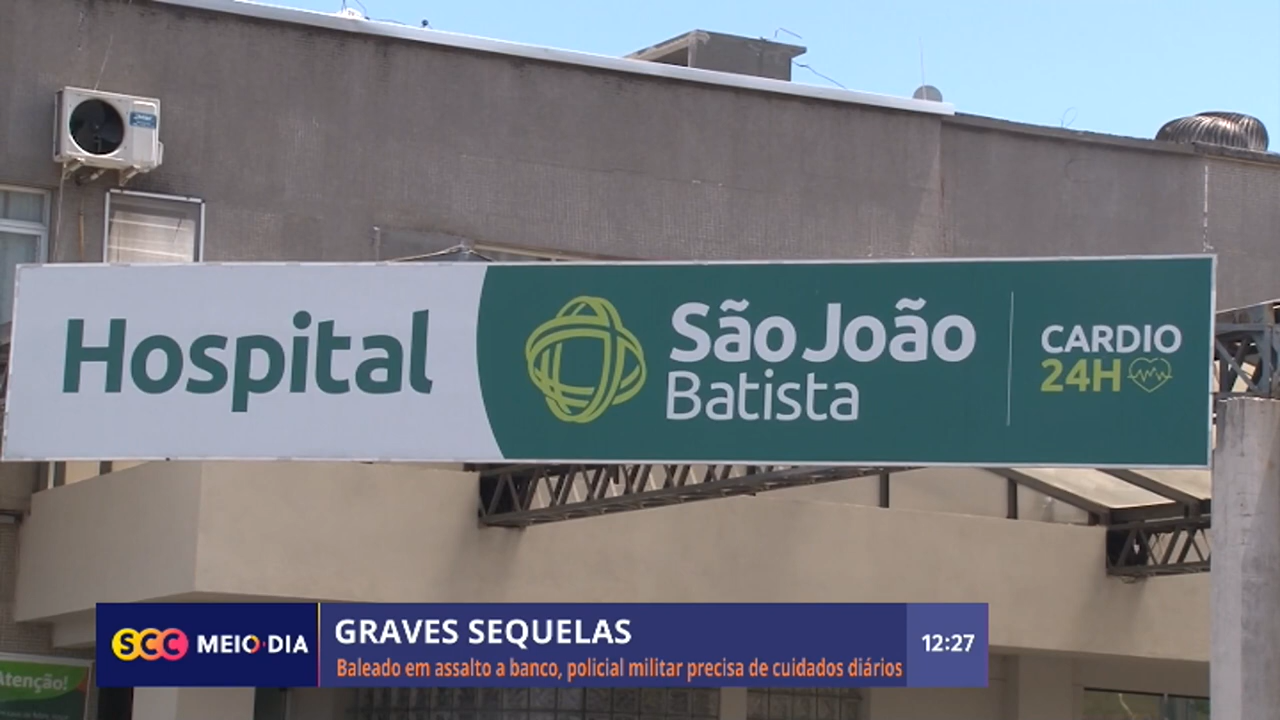 Hospital
São João
Batista
CARDIO
24H
Atenção!
SCC MEIO DIA
GRAVES SEQUELAS
Baleado em assalto a banco, policial militar precisa de cuidados diários
12:27